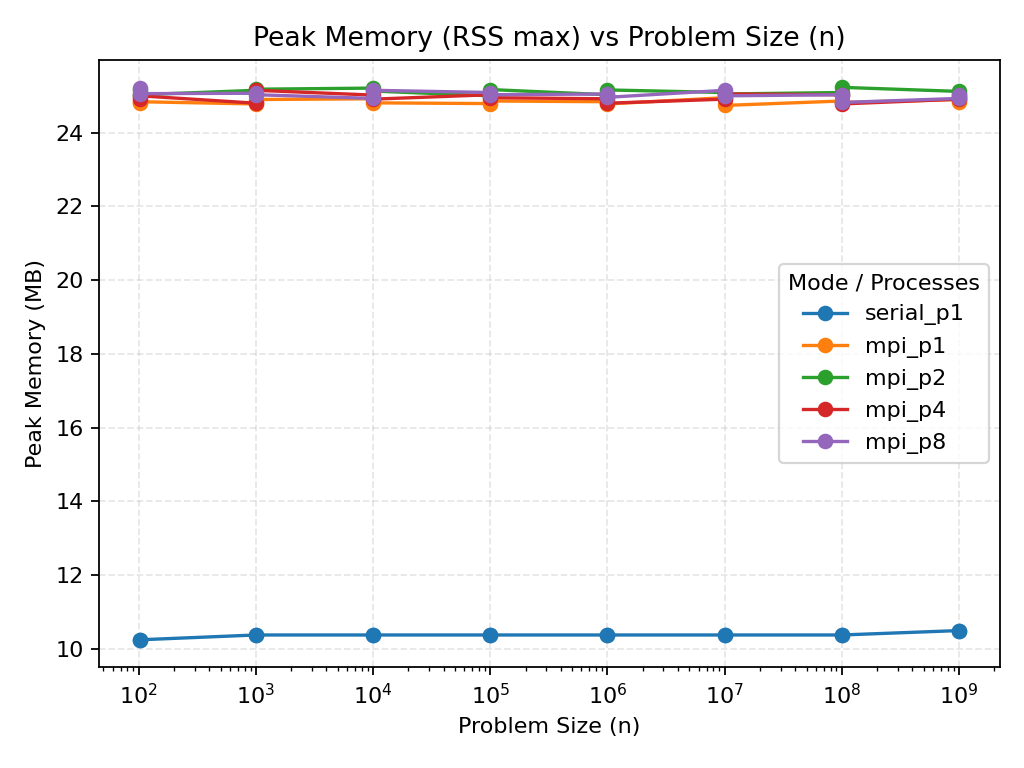 Peak Memory (RSS max) vs Problem Size (n)
Peak Memory (MB)
24
22
20
18
16
14
12
10
Mode / Processes
serial_p1
mpi_p1
mpi_p2
mpi_p4
mpi_p8
10² 10³ 10⁴ 10⁵ 10⁶ 10⁷ 10⁸ 10⁹
Problem Size (n)